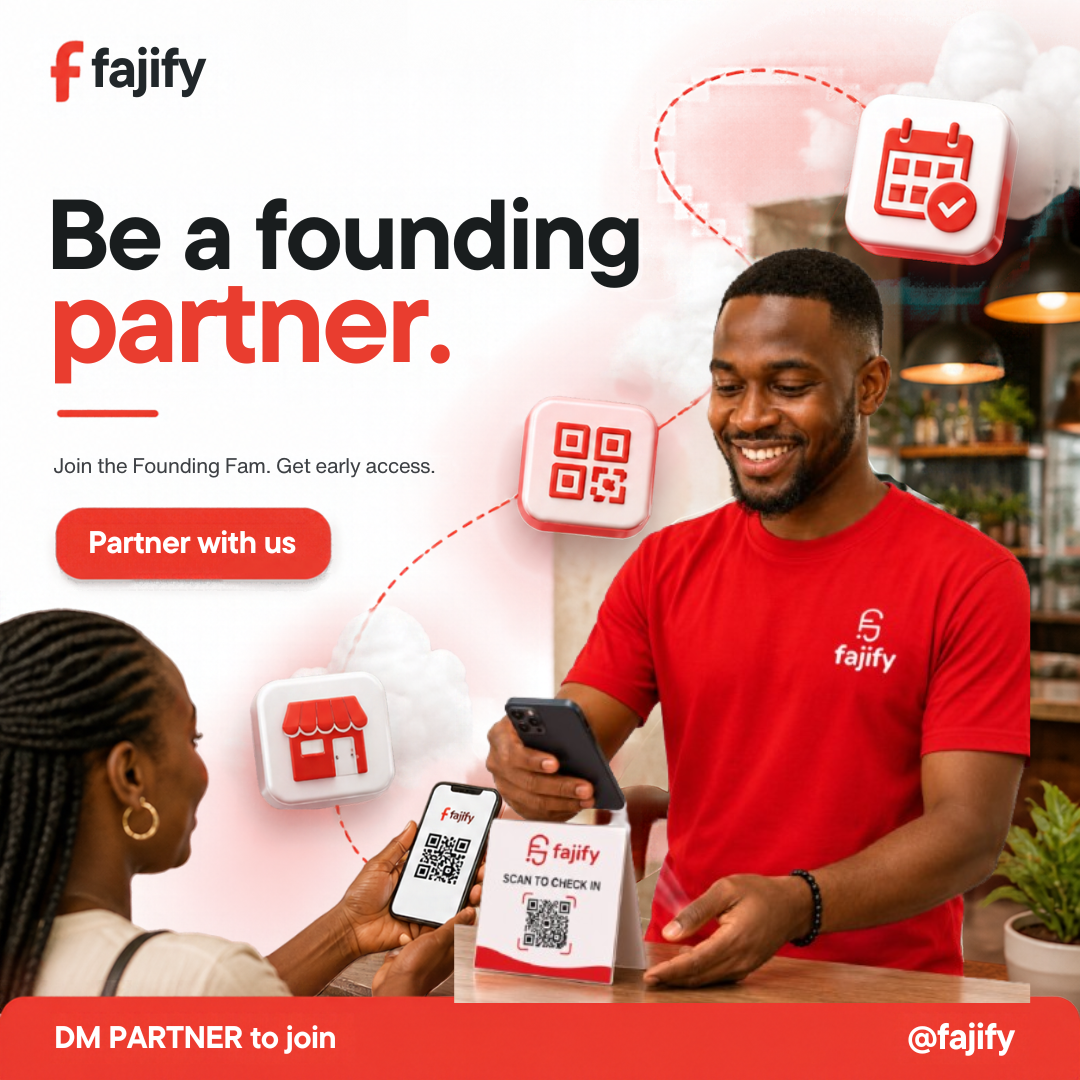 fajify
Be a founding
partner.
Join the Founding Fam. Get early access.
Partner with us
fajify
fajify
fajify
SCAN TO CHECK IN
DM PARTNER to join
@fajify